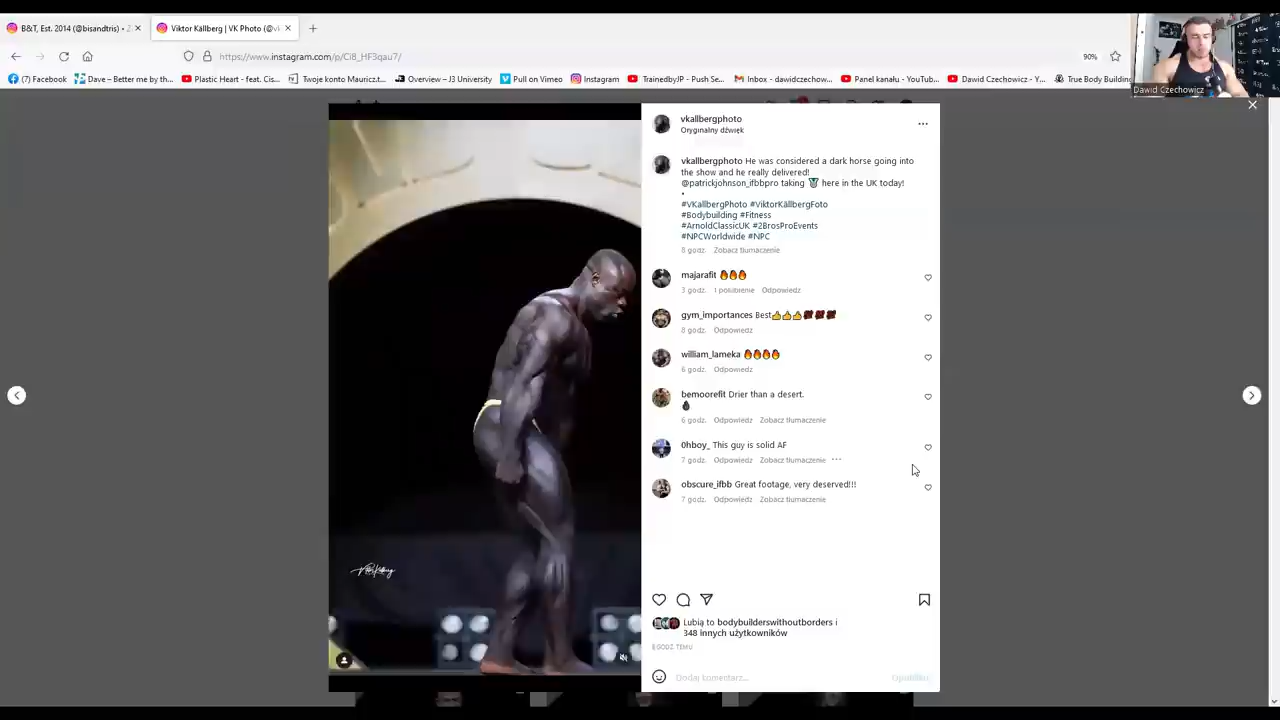 B&T, Est. 2014 (@bisandtris) •
Viktor Källberg | VK Photo (@v
https://www.instagram.com/p/Ci8_HF3qau7/
90%
(7) Facebook
Dave – Better me by th...
Plastic Heart - feat. Cis...
Twoje konto Mauricz.t...
Overview – J3 University
Pull on Vimeo
Instagram
TrainedbyJP - Push Se...
Inbox - dawidczechow...
Panel kanału - YouTub...
Dawid Czechowicz - Y...
True Body Building
Dawid Czechowicz
vkallbergphoto
Oryginalny dźwięk
vkallbergphoto He was considered a dark horse going into
the show and he really delivered!
@patrickjohnson_ifbbpro taking 🏆 here in the UK today!
•
#VKallbergPhoto #ViktorKällbergFoto
#Bodybuilding #Fitness
#ArnoldClassicUK #2BrosProEvents
#NPCWorldwide #NPC
8 godz. Zobacz tłumaczenie
majarafit 🔥🔥🔥
3 godz. 1 polubienie Odpowiedz
gym_importances Best👍👍👍
8 godz. Odpowiedz
william_lameka 🔥🔥🔥🔥
6 godz. Odpowiedz
bemoorefit Drier than a desert.
6 godz. Odpowiedz Zobacz tłumaczenie
0hboy_ This guy is solid AF
7 godz. Odpowiedz Zobacz tłumaczenie ...
obscure_ifbb Great footage, very deserved!!!
7 godz. Odpowiedz Zobacz tłumaczenie
Lubią to bodybuilderswithoutborders i
348 innych użytkowników
8 GODZ. TEMU
Dodaj komentarz...
Opublikuj